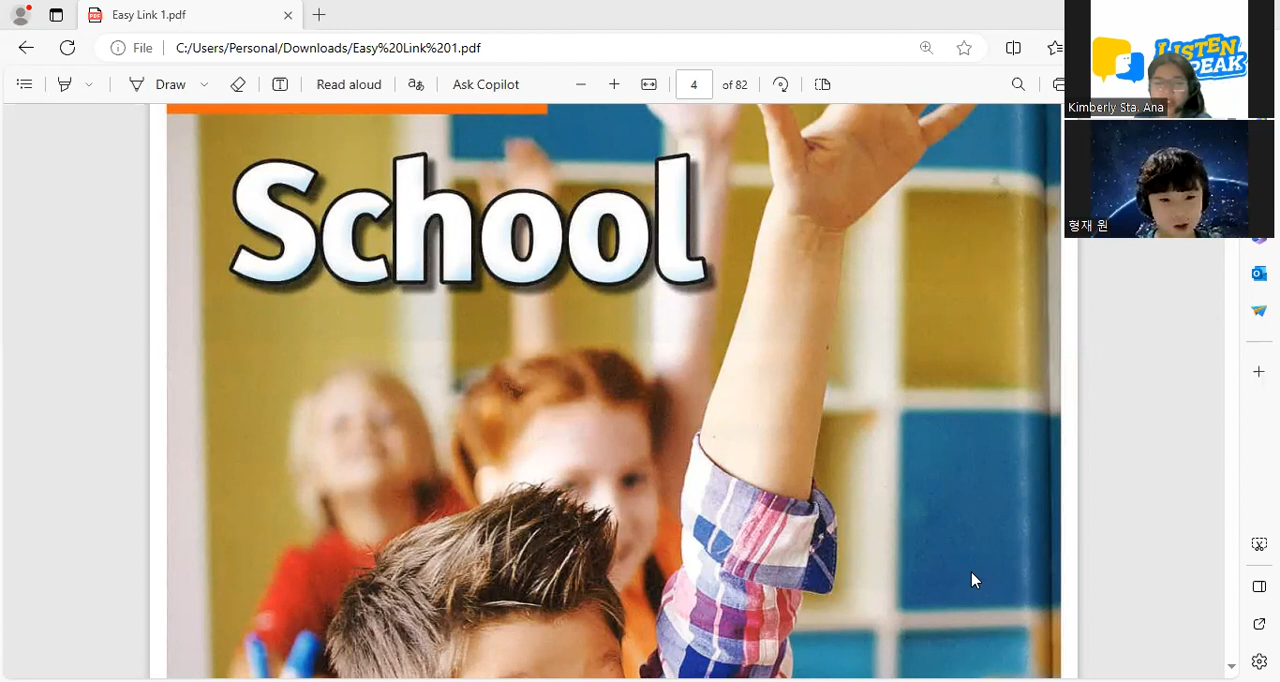 Easy Link 1.pdf
File
C:/Users/Personal/Downloads/Easy%20Link%201.pdf
Draw
Read aloud
Ask Copilot
4
of 82
LISTEN
SPEAK
Kimberly Sta. Ana
형재 원
School